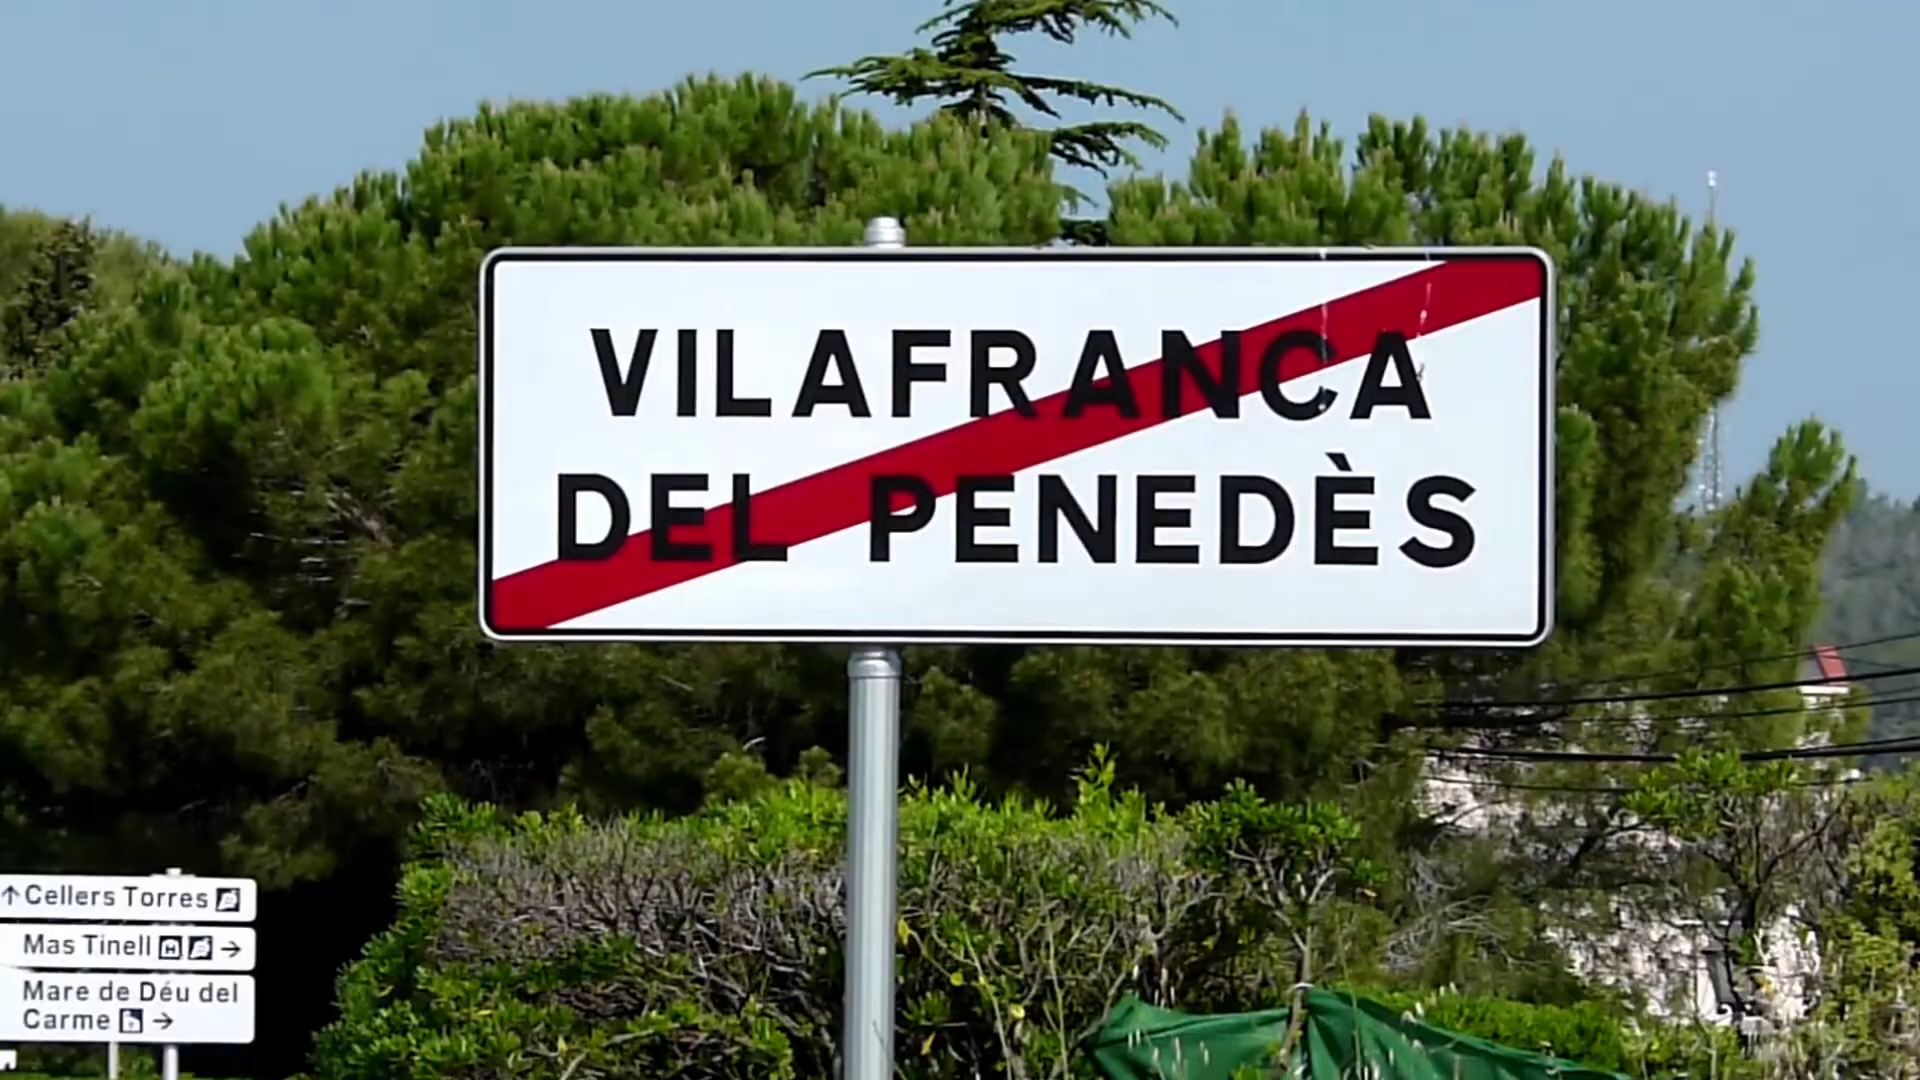 VILAFRANCA
DEL PENEDÈS
Cellers Torres
Mas Tinell
Mare de Déu del
Carme